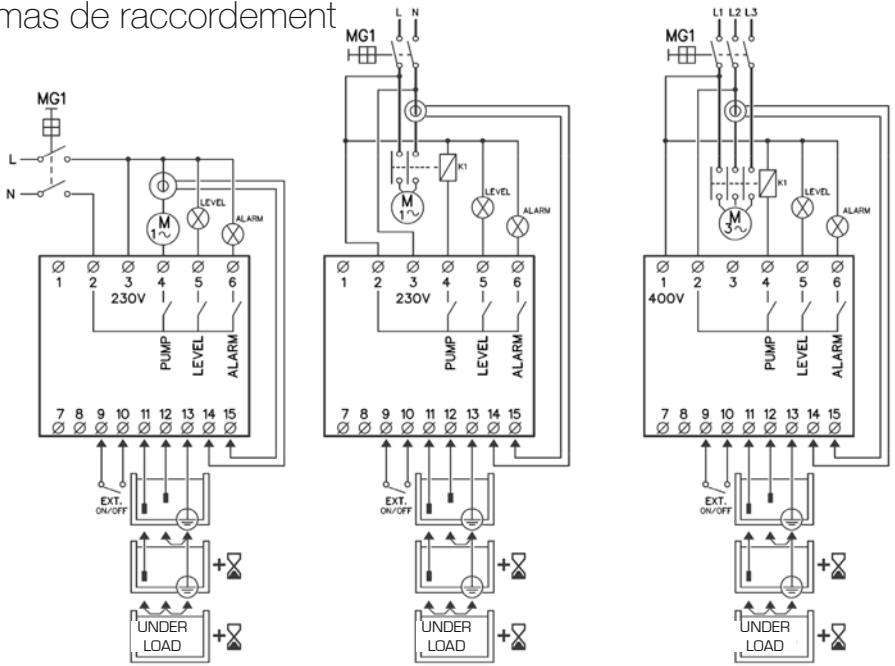 mas de raccordement
MG1
L
N
LEVEL
M
1~
ALARM
1 2 3 4 5 6
230V
PUMP
LEVEL
ALARM
7 8 9 10 11 12 13 14 15
EXT.
ON/OFF
+
+
UNDER
LOAD
L N
MG1
K1
M
1~
LEVEL
ALARM
1 2 3 4 5 6
230V
PUMP
LEVEL
ALARM
7 8 9 10 11 12 13 14 15
EXT.
ON/OFF
+
+
UNDER
LOAD
L1 L2 L3
MG1
K1
M
3~
LEVEL
ALARM
1 2 3 4 5 6
400V
PUMP
LEVEL
ALARM
7 8 9 10 11 12 13 14 15
EXT.
ON/OFF
+
+
UNDER
LOAD